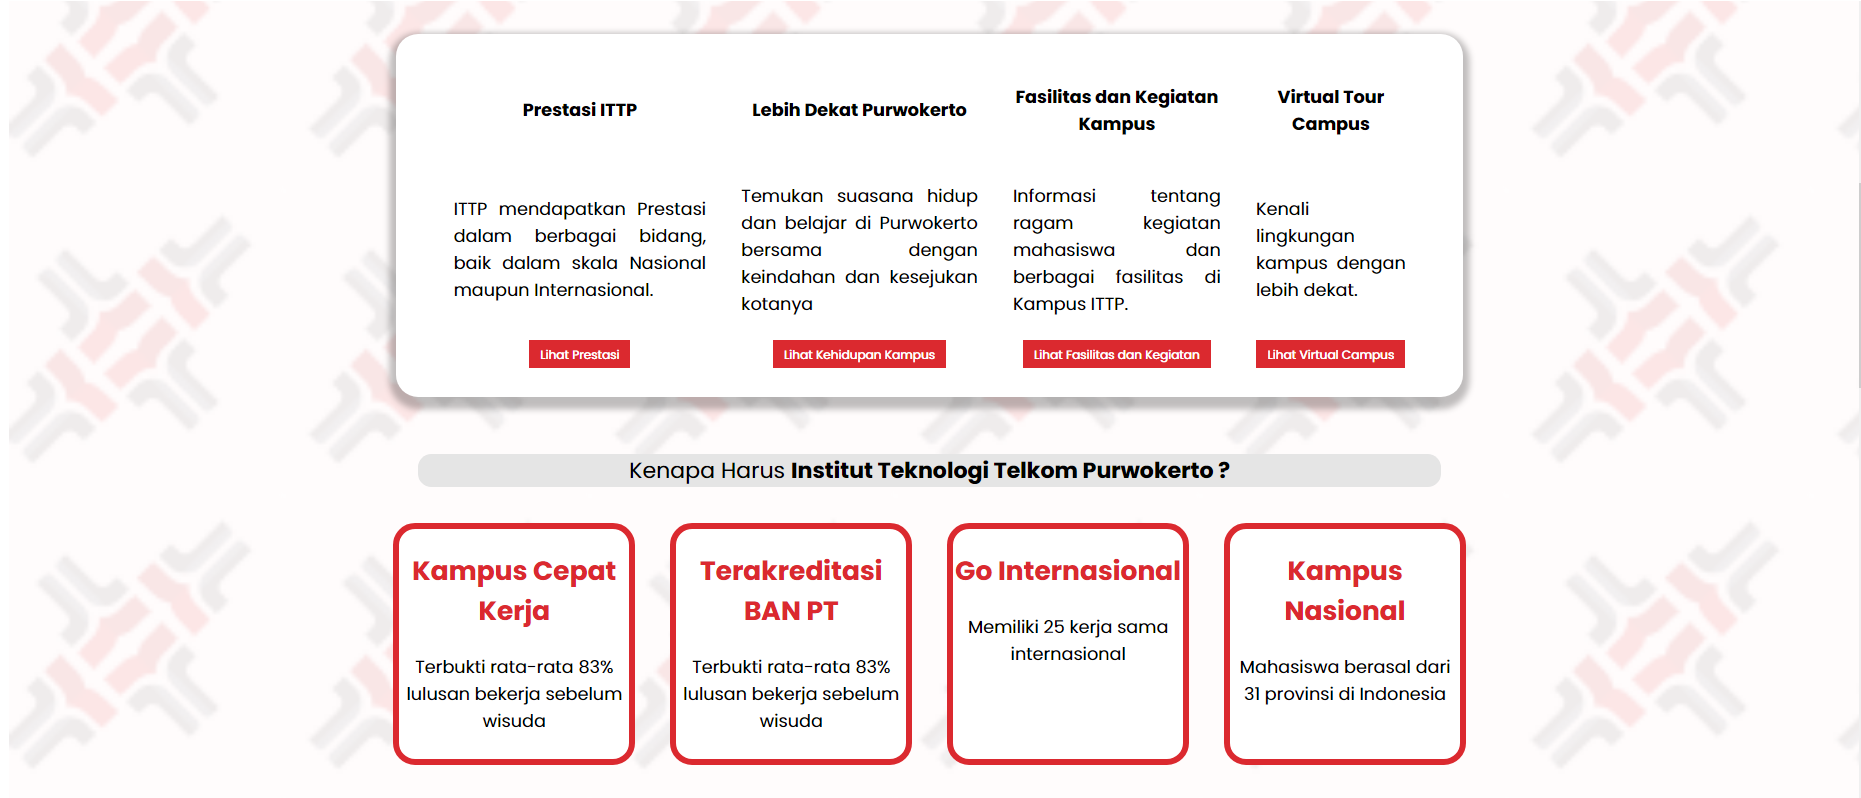 Prestasi ITTP
ITTP mendapatkan Prestasi
dalam berbagai bidang,
baik dalam skala Nasional
maupun Internasional.
Lihat Prestasi
Lebih Dekat Purwokerto
Temukan suasana hidup
dan belajar di Purwokerto
bersama dengan
keindahan dan kesejukan
kotanya
Lihat Kehidupan Kampus
Fasilitas dan Kegiatan
Kampus
Informasi tentang
ragam kegiatan
mahasiswa dan
berbagai fasilitas di
Kampus ITTP.
Lihat Fasilitas dan Kegiatan
Virtual Tour
Campus
Kenali
lingkungan
kampus dengan
lebih dekat.
Lihat Virtual Campus
Kenapa Harus Institut Teknologi Telkom Purwokerto ?
Kampus Cepat
Kerja
Terbukti rata-rata 83%
lulusan bekerja sebelum
wisuda
Terakreditasi
BAN PT
Terbukti rata-rata 83%
lulusan bekerja sebelum
wisuda
Go Internasional
Memiliki 25 kerja sama
internasional
Kampus
Nasional
Mahasiswa berasal dari
31 provinsi di Indonesia